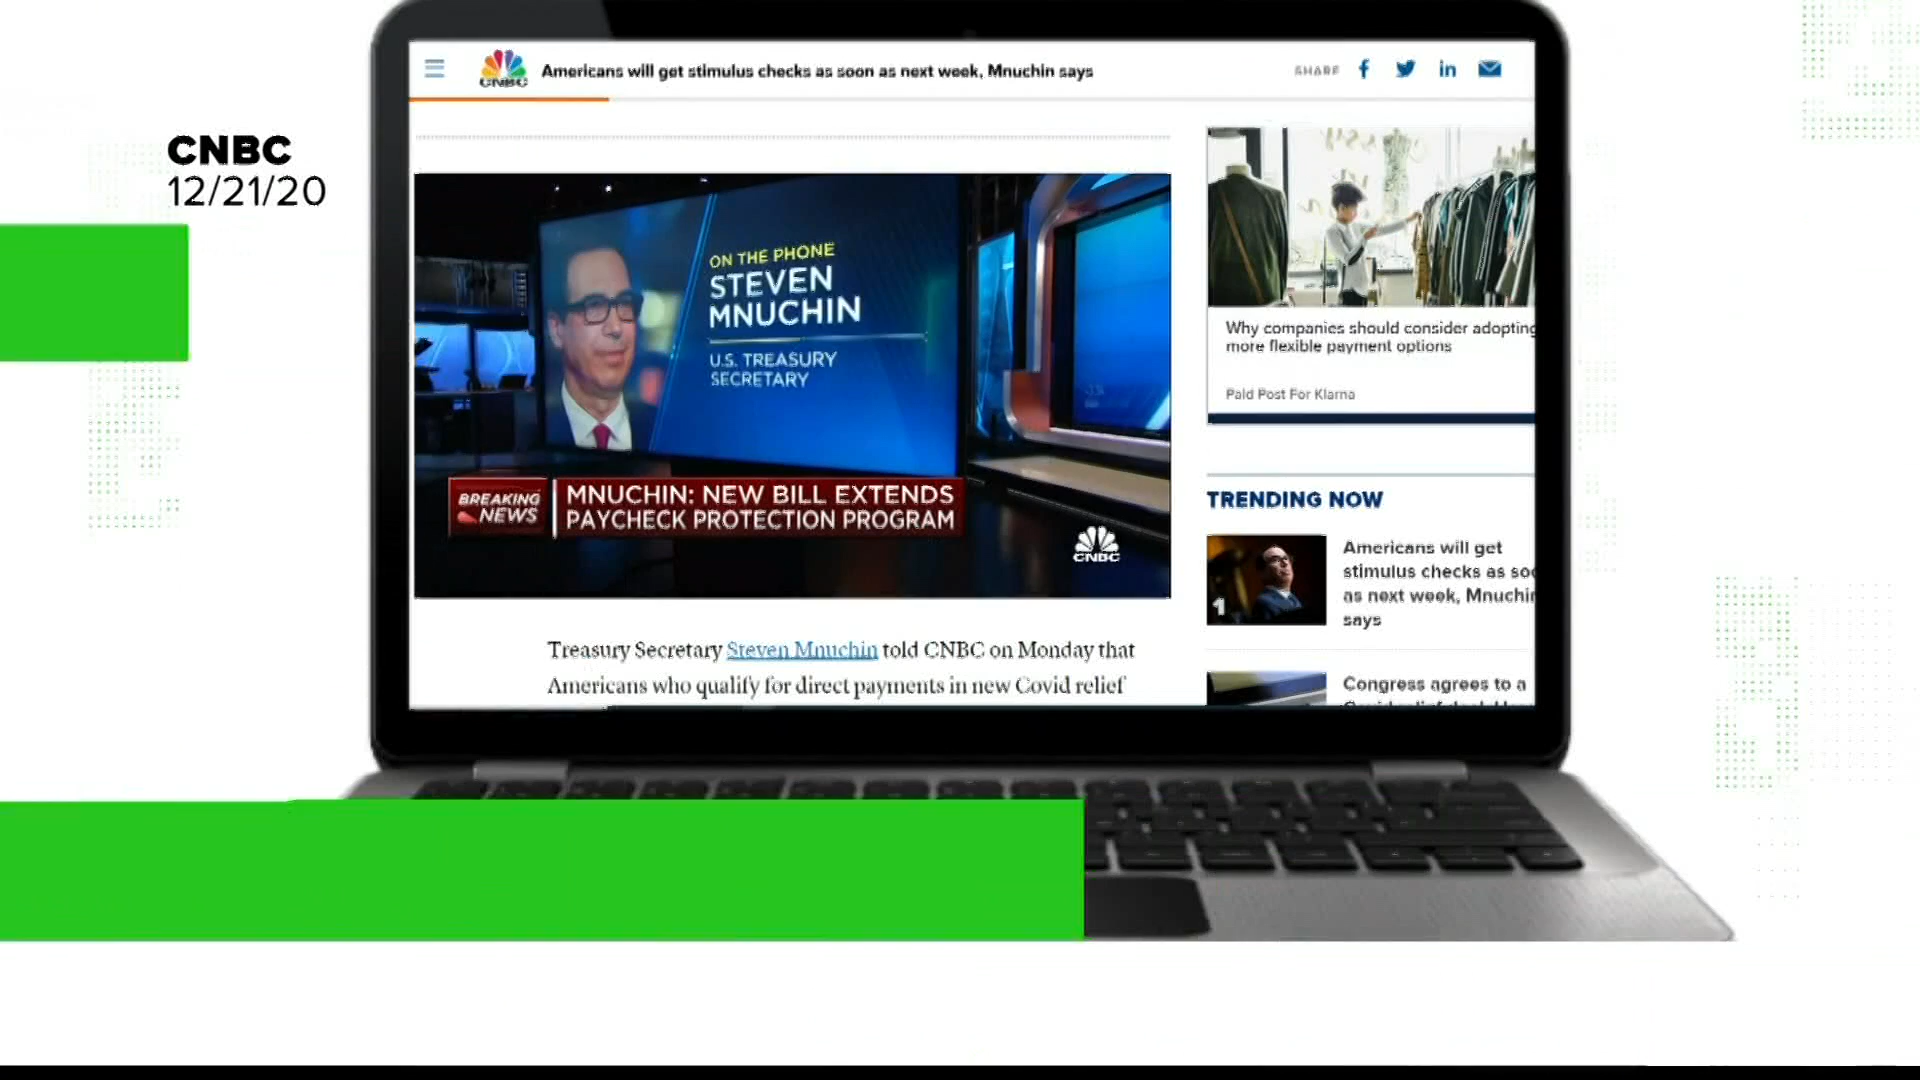 CNBC
12/21/20
CNBC
Americans will get stimulus checks as soon as next week, Mnuchin says
SHARE
ON THE PHONE
STEVEN
MNUCHIN
U.S. TREASURY
SECRETARY
BREAKING
NEWS
MNUCHIN: NEW BILL EXTENDS
PAYCHECK PROTECTION PROGRAM
CNBC
Treasury Secretary Steven Mnuchin told CNBC on Monday that
Americans who qualify for direct payments in new Covid relief
Why companies should consider adopting
more flexible payment options
Paid Post For Klarna
TRENDING NOW
1
Americans will get
stimulus checks as soo
as next week, Mnuchin
says
Congress agrees to a